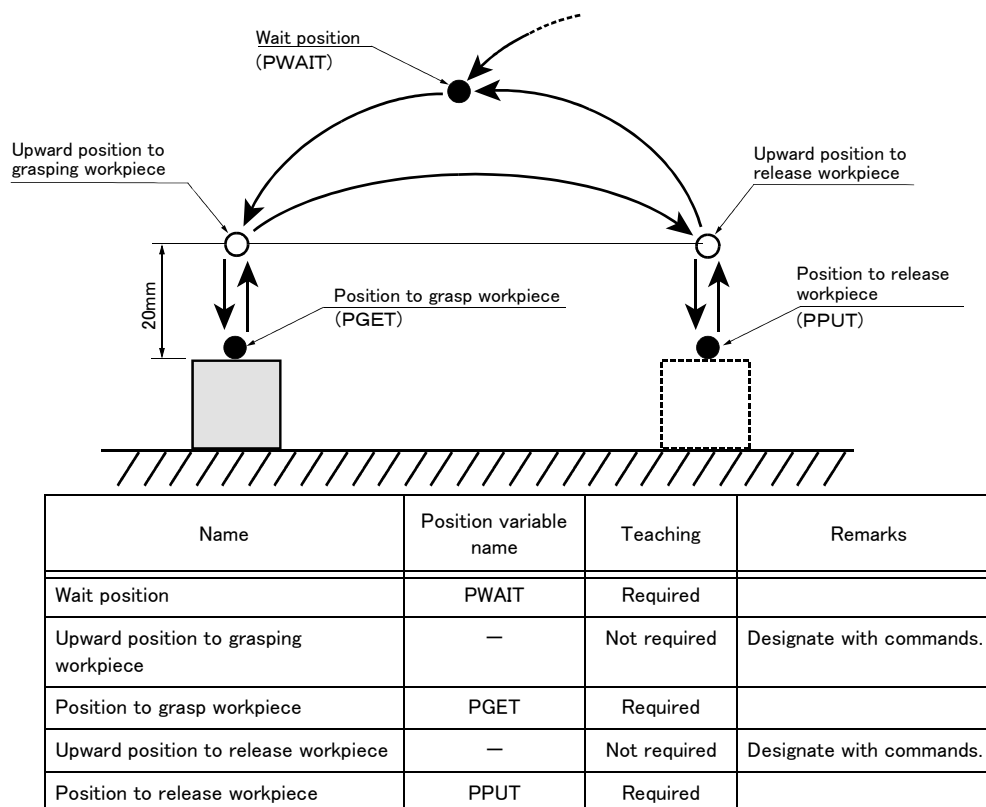 Wait position
(PWAIT)
Upward position to
grasping workpiece
Upward position to
release workpiece
20mm
Position to grasp workpiece
(PGET)
Position to release
workpiece
(PPUT)
Name
Position variable
name
Teaching
Remarks
Wait position
PWAIT
Required
Upward position to grasping
workpiece
−
Not required
Designate with commands.
Position to grasp workpiece
PGET
Required
Upward position to release workpiece
−
Not required
Designate with commands.
Position to release workpiece
PPUT
Required